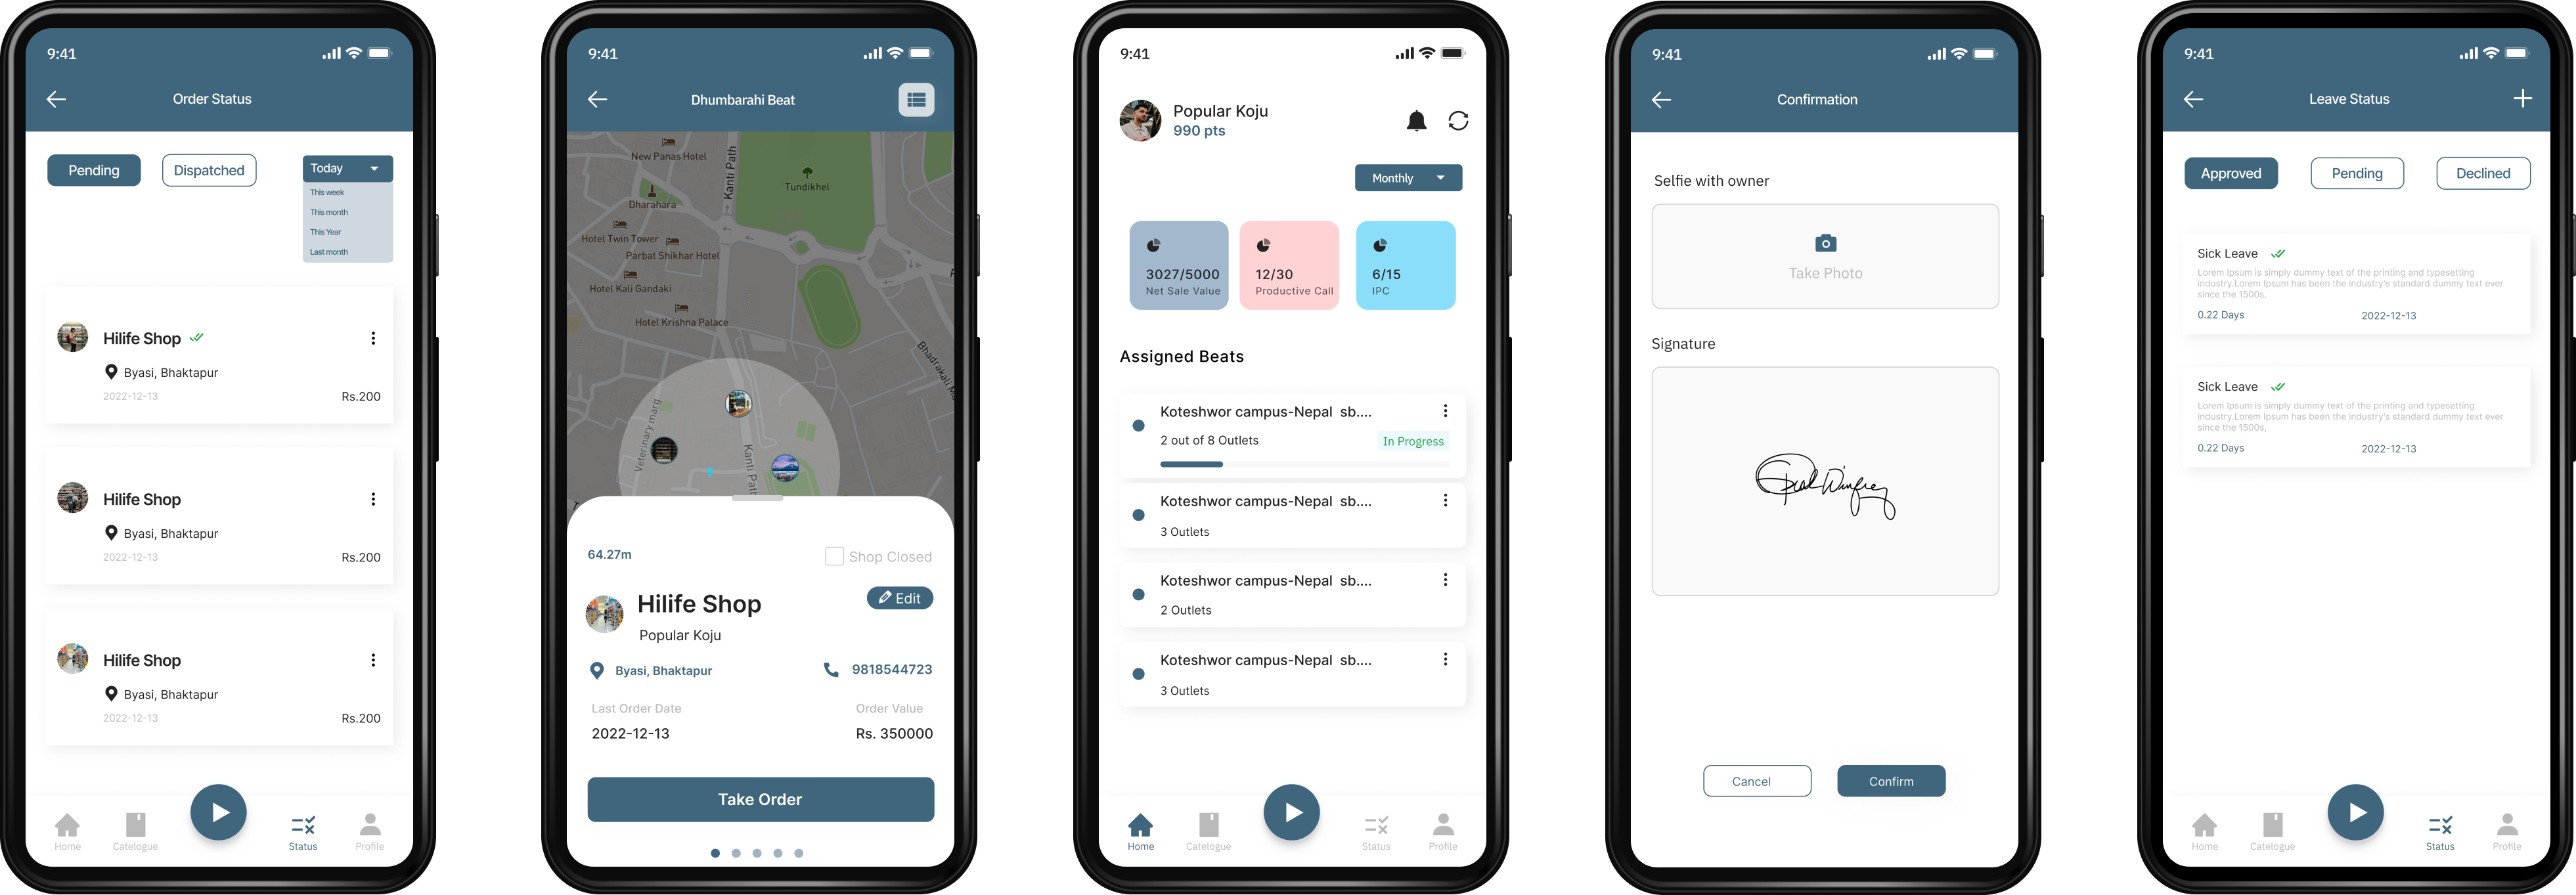 9:41
Order Status
Pending
Dispatched
Today
This week
This month
This Year
Last month
Hilife Shop
Byasi, Bhaktapur
2022-12-13
Rs.200
Hilife Shop
Byasi, Bhaktapur
2022-12-13
Rs.200
Hilife Shop
Byasi, Bhaktapur
2022-12-13
Rs.200
Home
Catelogue
Status
Profile
9:41
Dhumbarahi Beat
New Panas Hotel
Kanti Path
Tundikhel
Dharahara
Hotel Twin Tower
Parbat Shikhar Hotel
Hotel Kali Gandaki
Hotel Krishna Palace
Bhadrakali
Veterinary marg
Kanti Path
64.27m
Shop Closed
Hilife Shop
Edit
Popular Koju
Byasi, Bhaktapur
9818544723
Last Order Date
Order Value
2022-12-13
Rs. 350000
Take Order
9:41
Popular Koju
990 pts
Monthly
3027/5000
Net Sale Value
12/30
Productive Call
6/15
IPC
Assigned Beats
Koteshwor campus-Nepal sb....
2 out of 8 Outlets
In Progress
Koteshwor campus-Nepal sb....
3 Outlets
Koteshwor campus-Nepal sb....
2 Outlets
Koteshwor campus-Nepal sb....
3 Outlets
Home
Catelogue
Status
Profile
9:41
Confirmation
Selfie with owner
Take Photo
Signature
Cancel
Confirm
9:41
Leave Status
Approved
Pending
Declined
Sick Leave
Lorem Ipsum is simply dummy text of the printing and typesetting
industry.Lorem Ipsum has been the industry's standard dummy text ever
since the 1500s,
0.22 Days
2022-12-13
Sick Leave
Lorem Ipsum is simply dummy text of the printing and typesetting
industry.Lorem Ipsum has been the industry's standard dummy text ever
since the 1500s,
0.22 Days
2022-12-13
Home
Catelogue
Status
Profile